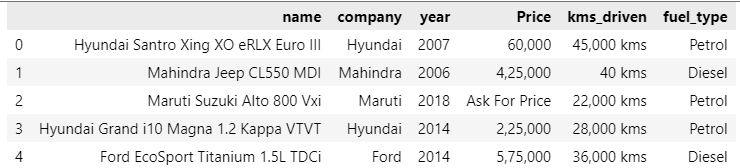 name company year Price kms_driven fuel_type
0 Hyundai Santro Xing XO eRLX Euro III Hyundai 2007 60,000 45,000 kms Petrol
1 Mahindra Jeep CL550 MDI Mahindra 2006 4,25,000 40 kms Diesel
2 Maruti Suzuki Alto 800 Vxi Maruti 2018 Ask For Price 22,000 kms Petrol
3 Hyundai Grand i10 Magna 1.2 Kappa VTVT Hyundai 2014 2,25,000 28,000 kms Petrol
4 Ford EcoSport Titanium 1.5L TDCi Ford 2014 5,75,000 36,000 kms Diesel